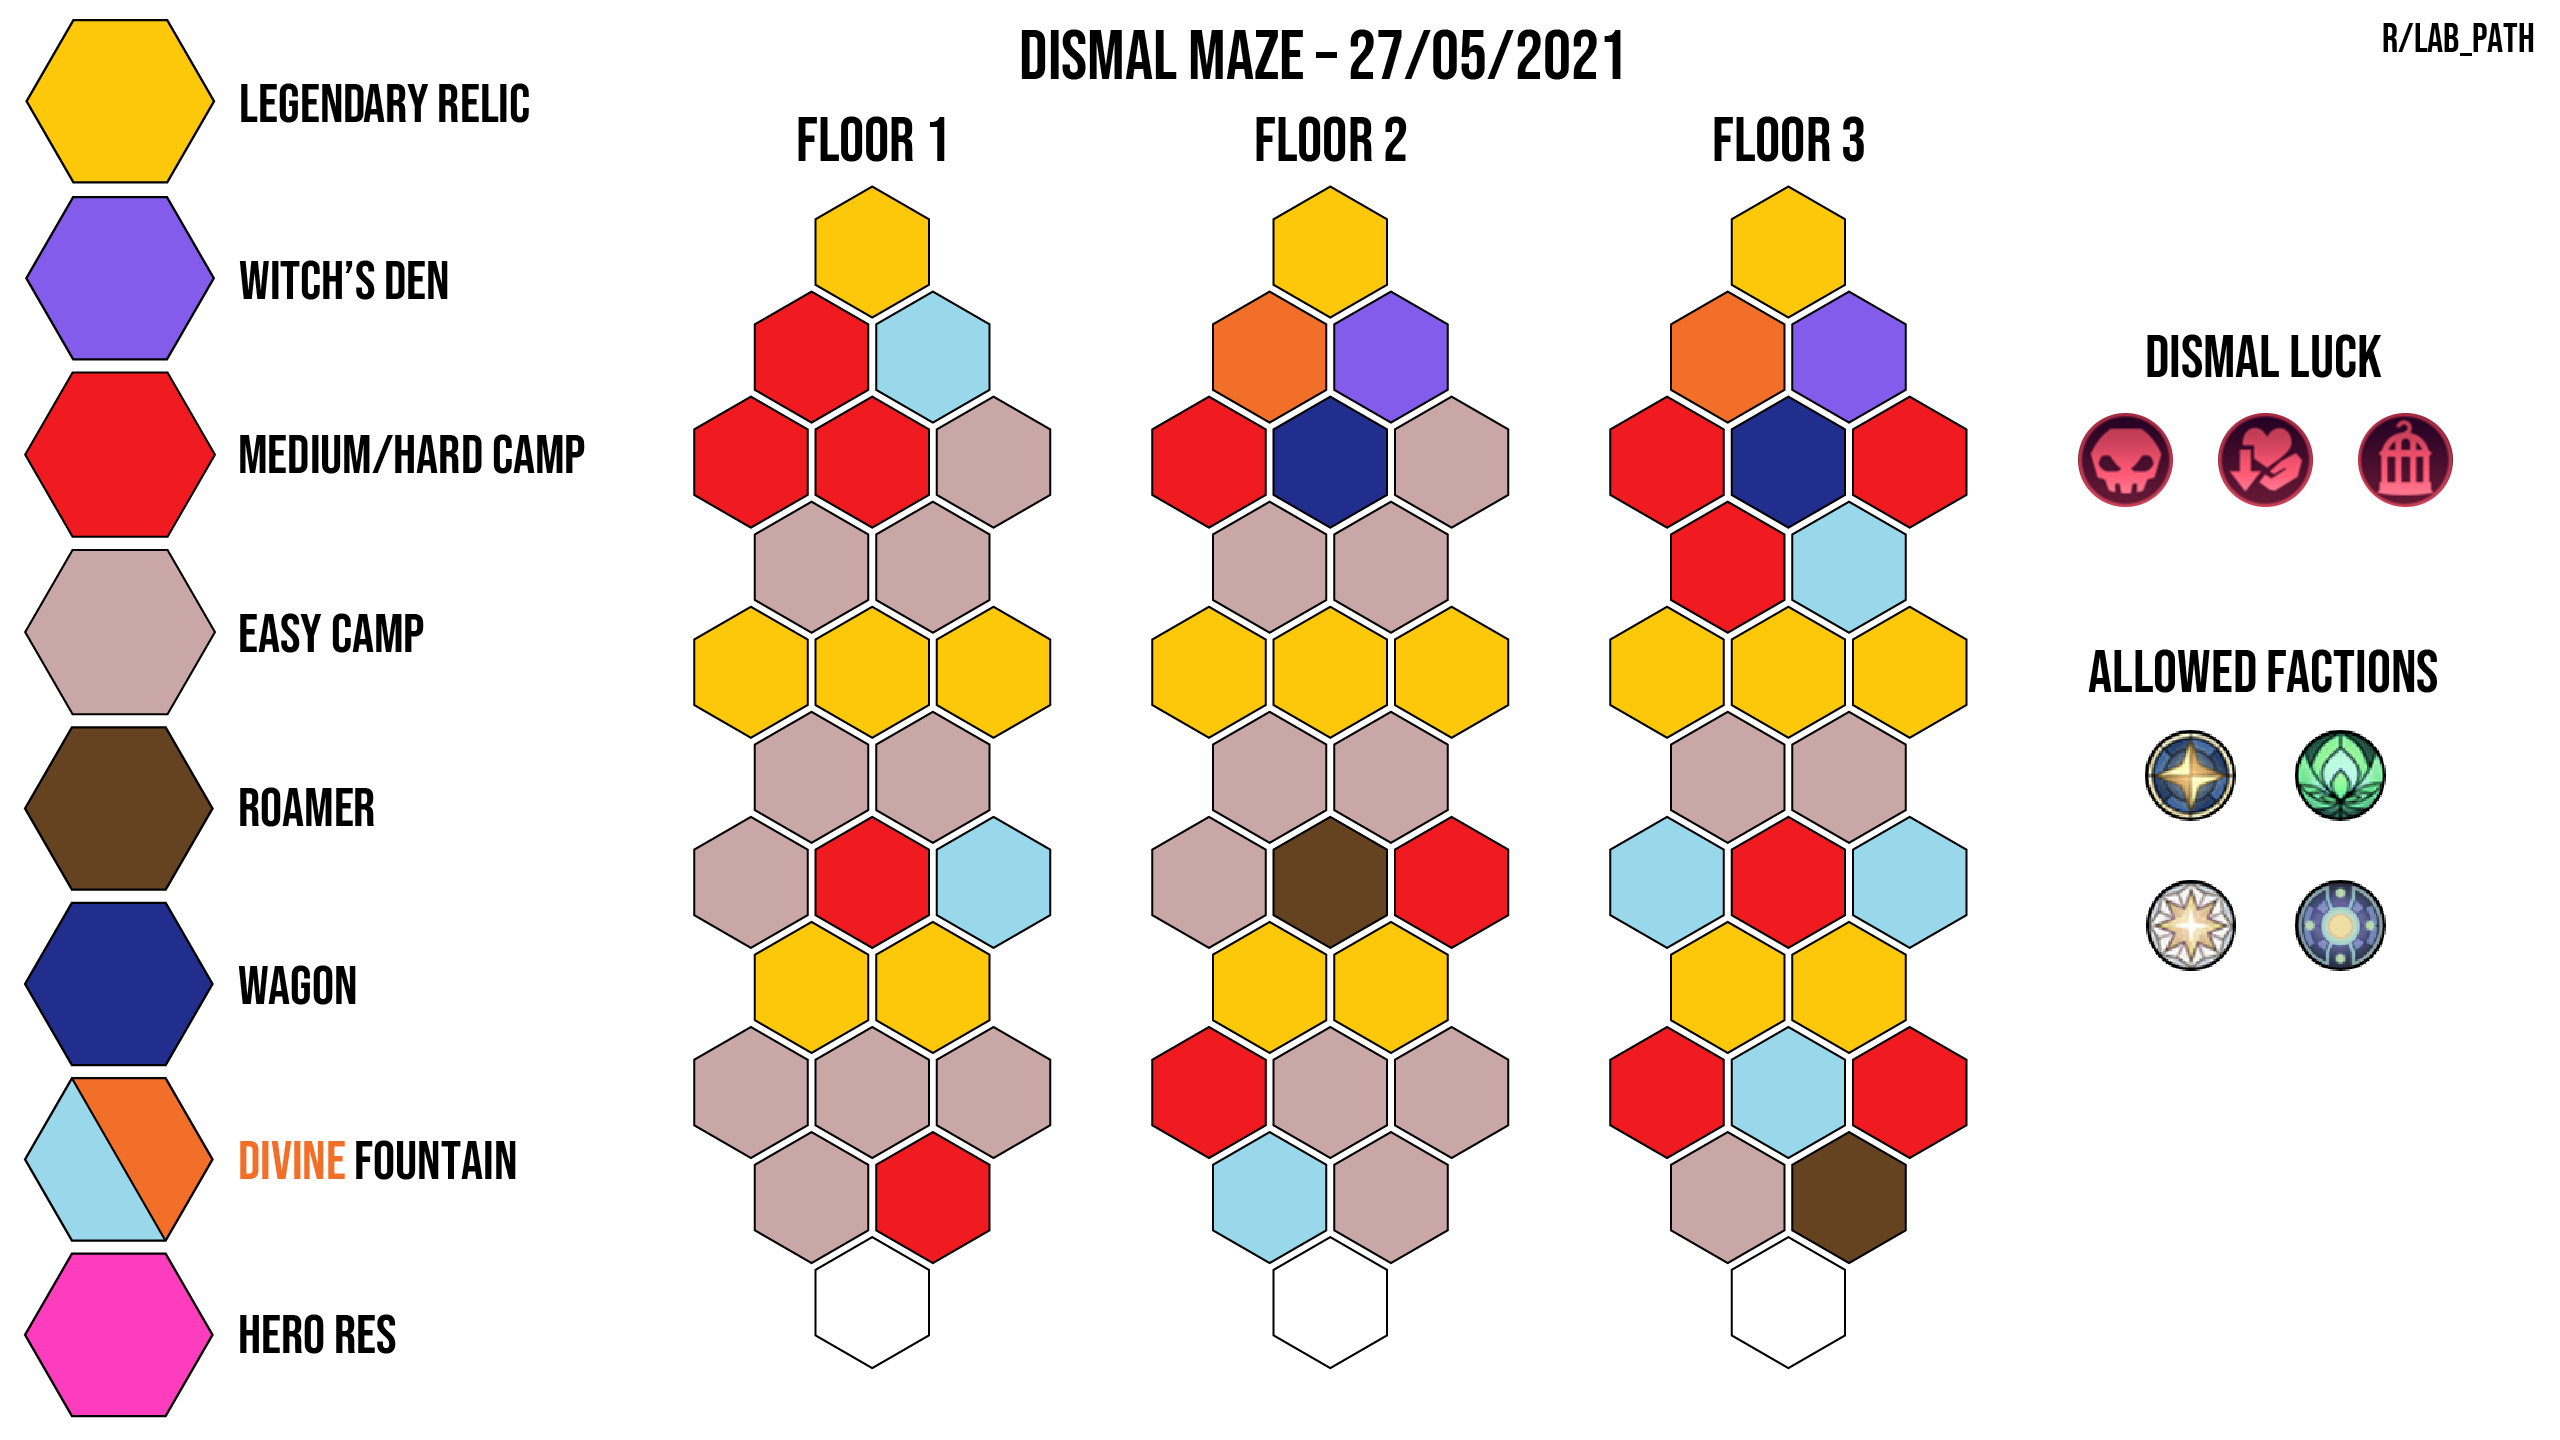 DISMAL MAZE – 27/05/2021
R/LAB_PATH
LEGENDARY RELIC
WITCH'S DEN
MEDIUM/HARD CAMP
EASY CAMP
ROAMER
WAGON
DIVINE FOUNTAIN
HERO RES
FLOOR 1
FLOOR 2
FLOOR 3
DISMAL LUCK
ALLOWED FACTIONS